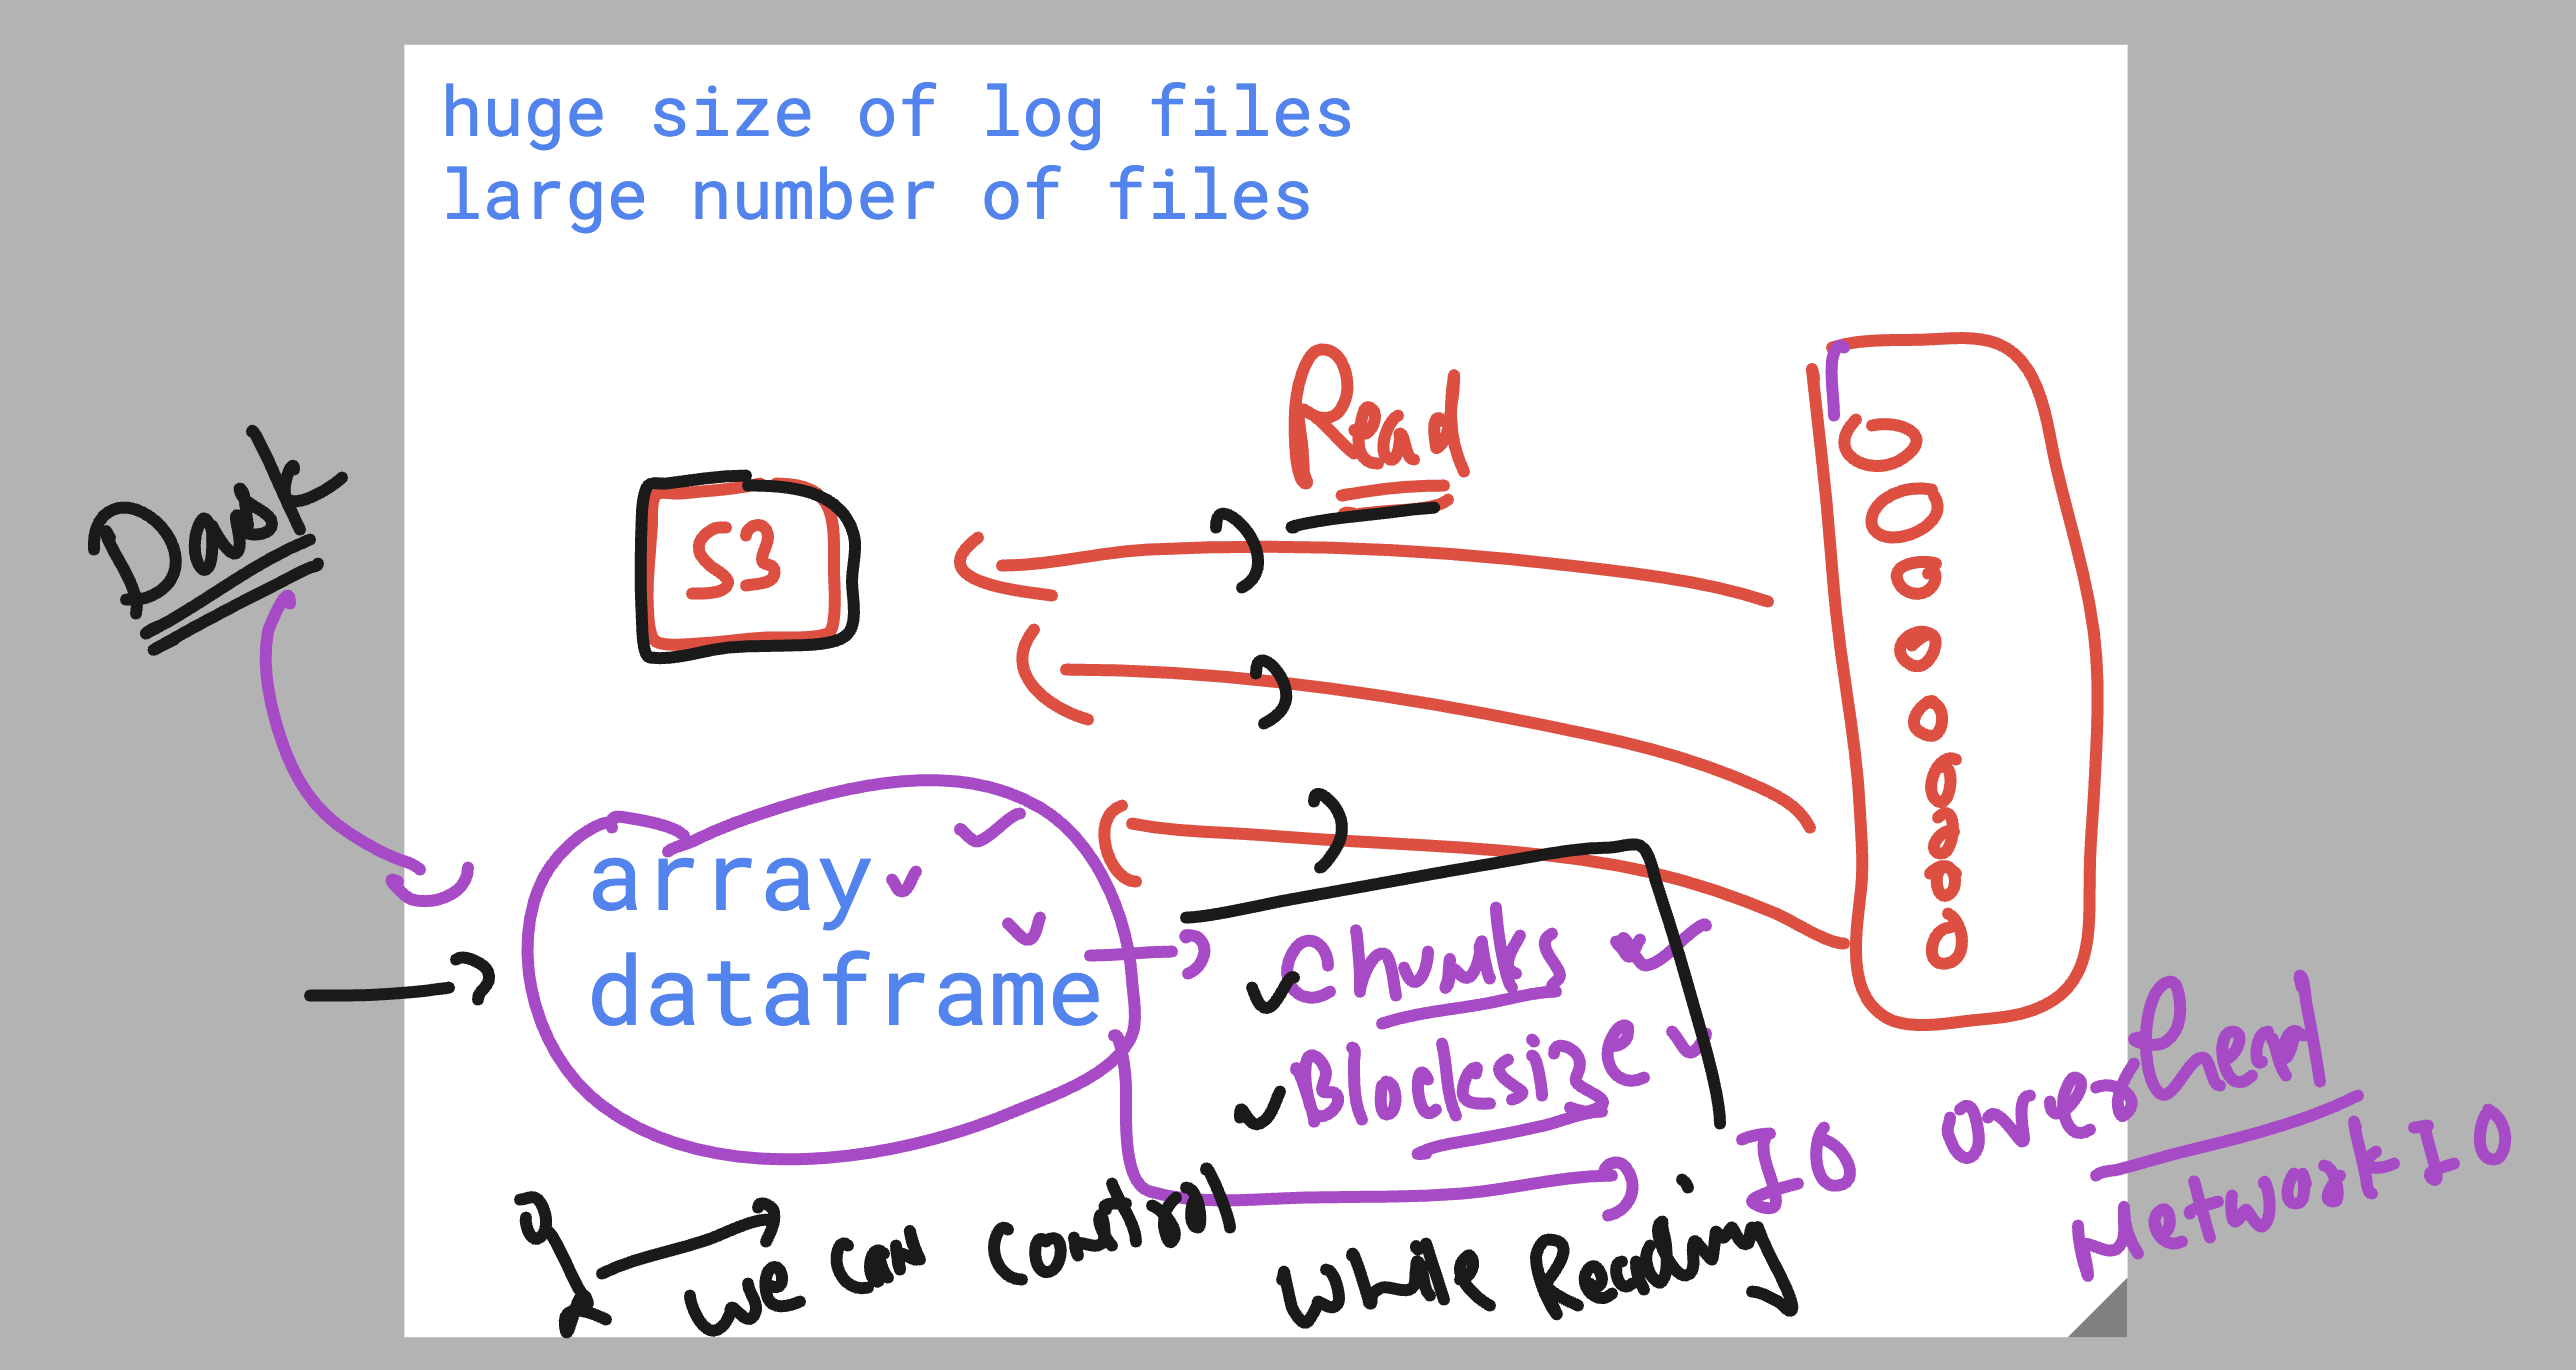 huge size of log files
large number of files
Read
Dask
S3
array
dataframe
Chunks
Blocksize
IO overhead
Network IO
we can control while Reading